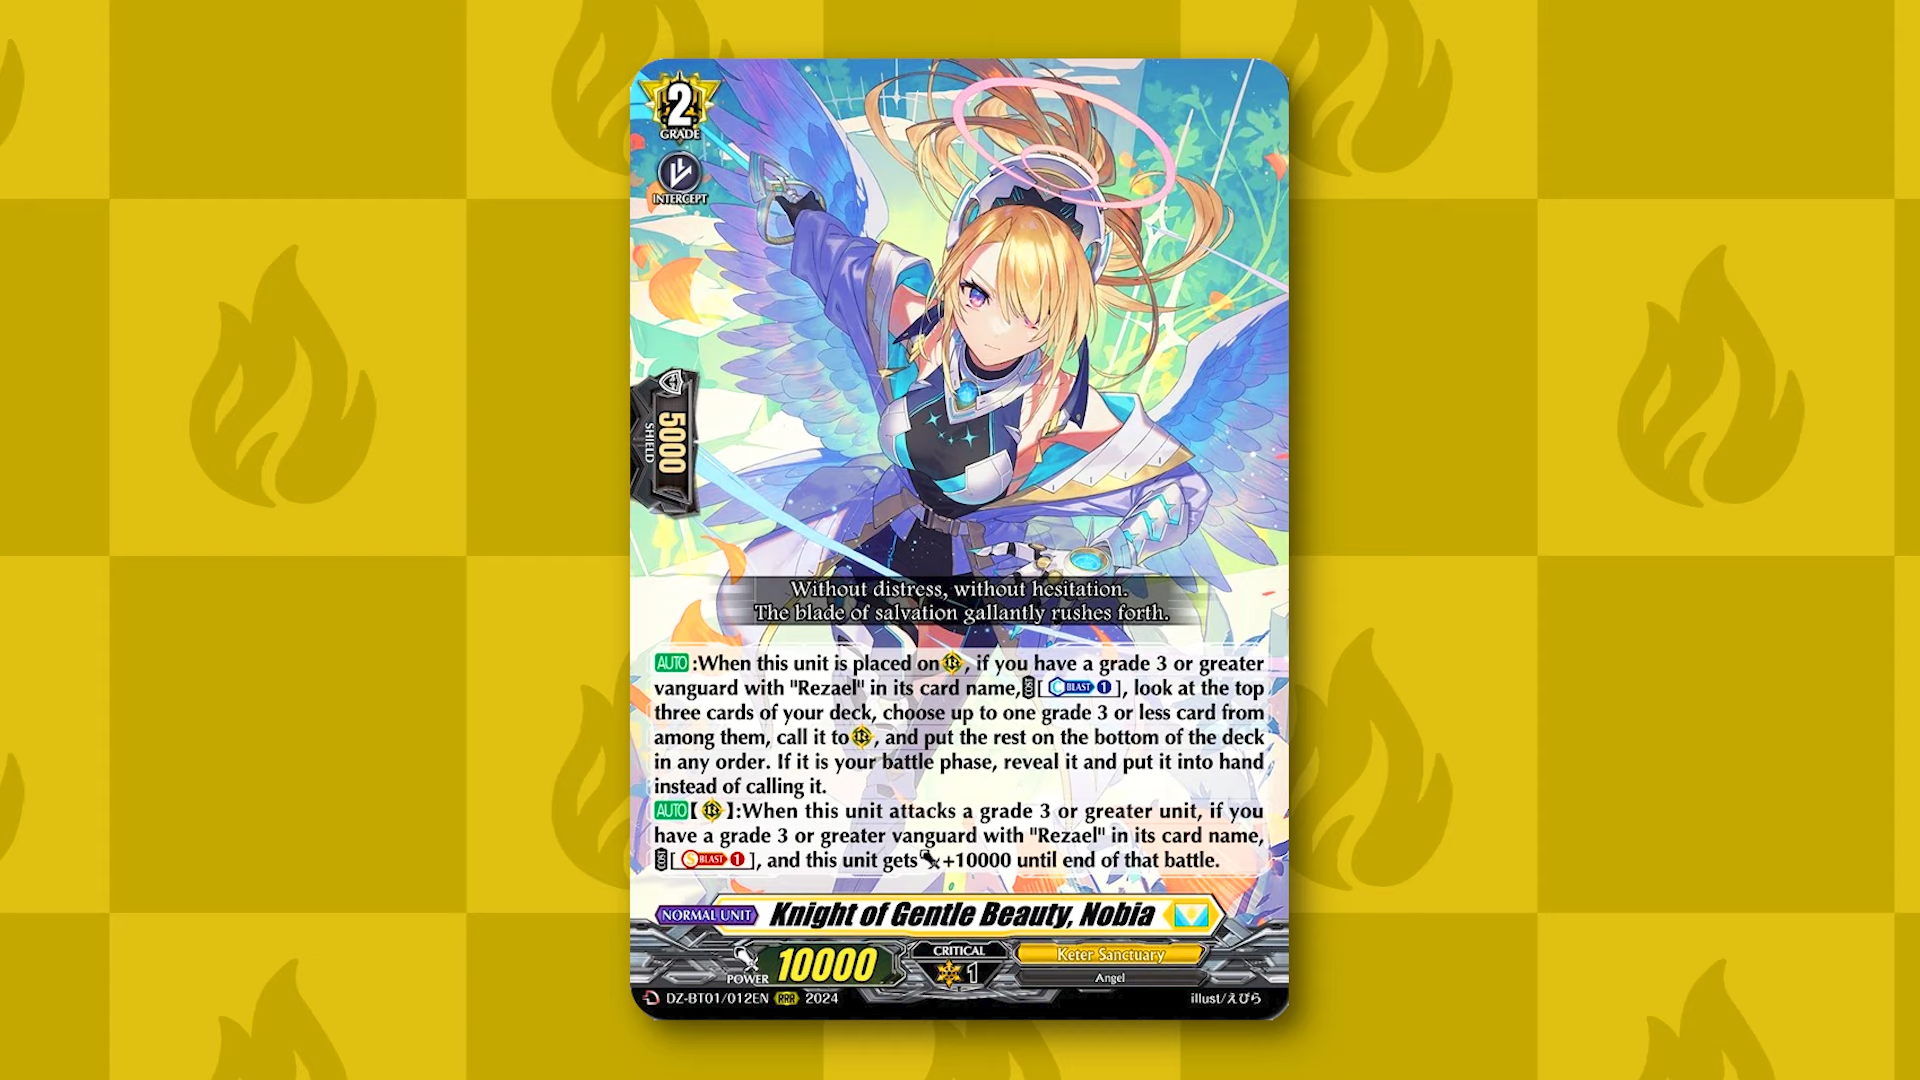 2
GRADE
INTERCEPT
5000
SHIELD
Without distress, without hesitation.
The blade of salvation gallantly rushes forth.
AUTO:When this unit is placed on R, if you have a grade 3 or greater
vanguard with "Rezael" in its card name, COST[C BLAST 1], look at the top
three cards of your deck, choose up to one grade 3 or less card from
among them, call it to R, and put the rest on the bottom of the deck
in any order. If it is your battle phase, reveal it and put it into hand
instead of calling it.
AUTO【R】:When this unit attacks a grade 3 or greater unit, if you
have a grade 3 or greater vanguard with "Rezael" in its card name,
COST[S BLAST 1], and this unit gets +10000 until end of that battle.
NORMAL UNIT Knight of Gentle Beauty, Nobia
POWER 10000 CRITICAL 1 Keter Sanctuary
Angel
D DZ-BT01/012EN RRR 2024 illust/えびら